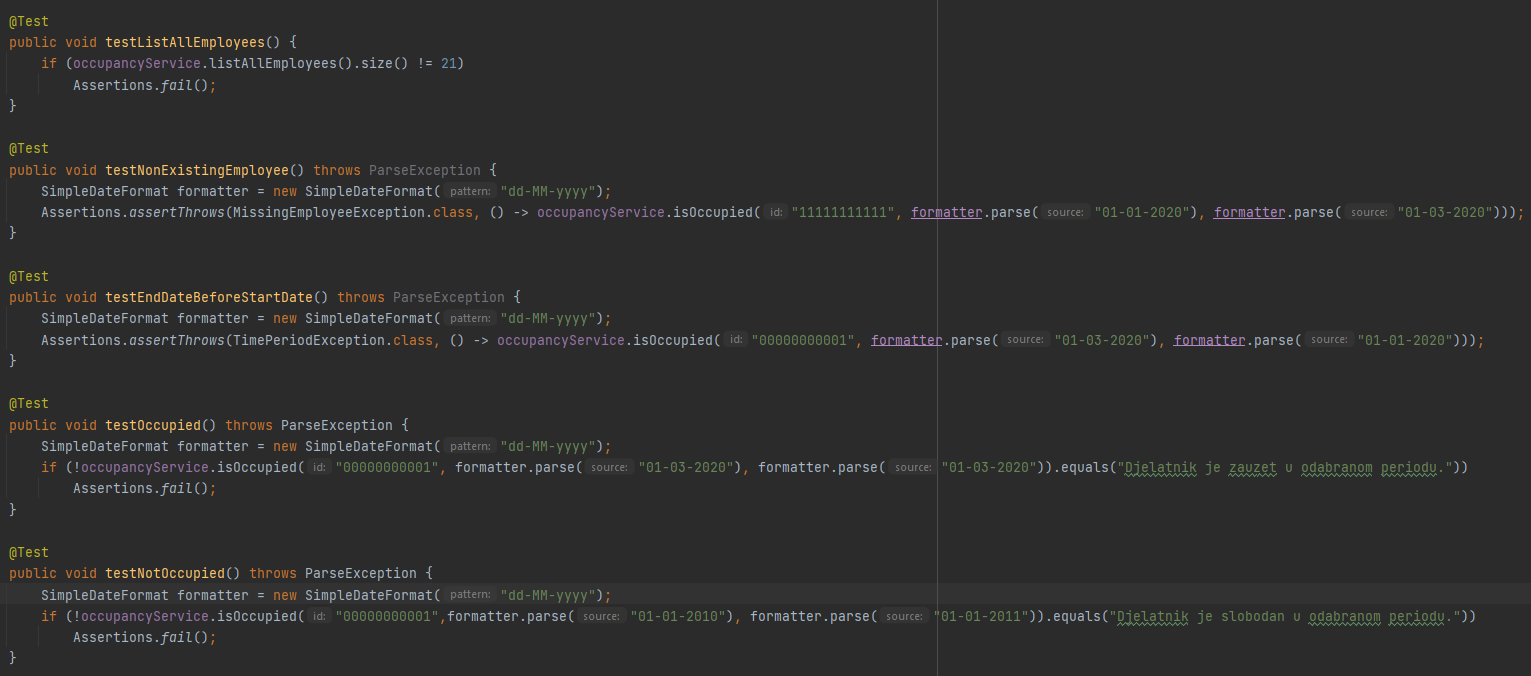 @Test
public void testListAllEmployees() {
if (occupancyService.listAllEmployees().size() != 21)
Assertions.fail();
}
@Test
public void testNonExistingEmployee() throws ParseException {
SimpleDateFormat formatter = new SimpleDateFormat( pattern: "dd-MM-yyyy");
Assertions.assertThrows(MissingEmployeeException.class, () -> occupancyService.isOccupied( id: "11111111111", formatter.parse( source: "01-01-2020"), formatter.parse( source: "01-03-2020")));
}
@Test
public void testEndDateBeforeStartDate() throws ParseException {
SimpleDateFormat formatter = new SimpleDateFormat( pattern: "dd-MM-yyyy");
Assertions.assertThrows(TimePeriodException.class, () -> occupancyService.isOccupied( id: "00000000001", formatter.parse( source: "01-03-2020"), formatter.parse( source: "01-01-2020")));
}
@Test
public void testOccupied() throws ParseException {
SimpleDateFormat formatter = new SimpleDateFormat( pattern: "dd-MM-yyyy");
if (!occupancyService.isOccupied( id: "00000000001", formatter.parse( source: "01-03-2020"), formatter.parse( source: "01-03-2020")).equals("Djelatnik je zauzet u odabranom periodu."))
Assertions.fail();
}
@Test
public void testNotOccupied() throws ParseException {
SimpleDateFormat formatter = new SimpleDateFormat( pattern: "dd-MM-yyyy");
if (!occupancyService.isOccupied( id: "00000000001",formatter.parse( source: "01-01-2010"), formatter.parse( source: "01-01-2011")).equals("Djelatnik je slobodan u odabranom periodu."))
Assertions.fail();
}